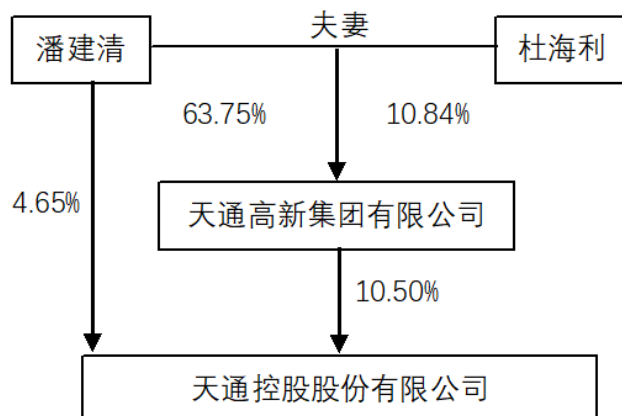 夫妻
潘建清
杜海利
63.75%
10.84%
4.65%
天通高新集团有限公司
10.50%
天通控股股份有限公司